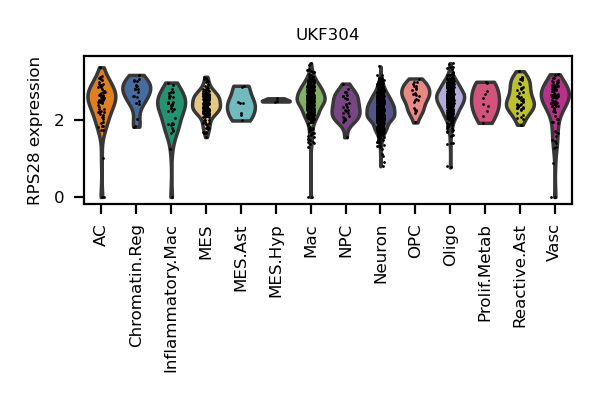 UKF304
RPS28 expression
2
0
AC
Chromatin.Reg
Inflammatory.Mac
MES
MES.Ast
MES.Hyp
Mac
NPC
Neuron
OPC
Oligo
Prolif.Metab
Reactive.Ast
Vasc